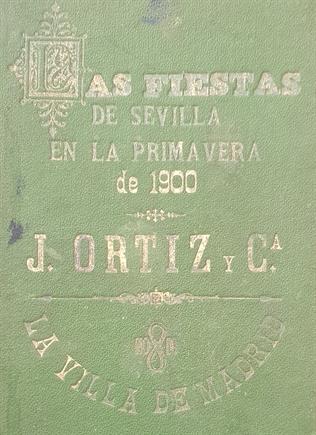 LAS FIESTAS
DE SEVILLA
EN LA PRIMAVERA
de 1900
J. ORTIZ Y Cª.
LA VILLA DE MADRID